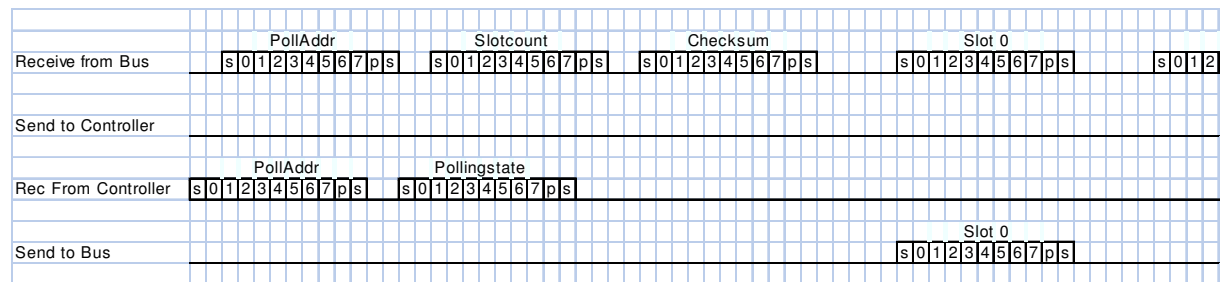 PollAddr Slotcount Checksum Slot 0
Receive from Bus s 0 1 2 3 4 5 6 7 p s s 0 1 2 3 4 5 6 7 p s s 0 1 2 3 4 5 6 7 p s s 0 1 2 3 4 5 6 7 p s s 0 1 2
Send to Controller
PollAddr Pollingstate
Rec From Controller s 0 1 2 3 4 5 6 7 p s s 0 1 2 3 4 5 6 7 p s
Slot 0
Send to Bus s 0 1 2 3 4 5 6 7 p s